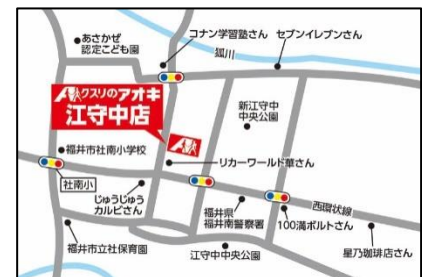 あさかぜ
認定こども園
コナン学習塾さん
セブンイレブンさん
狐川
クスリのアオキ
江守中店
新江守中
中央公園
福井市社南小学校
リカーワールド華さん
社南小
じゅうじゅう
カルビさん
福井県
福井南警察署
西環状線
100満ボルトさん
福井市立社保育園
江守中中央公園
星乃珈琲店さん